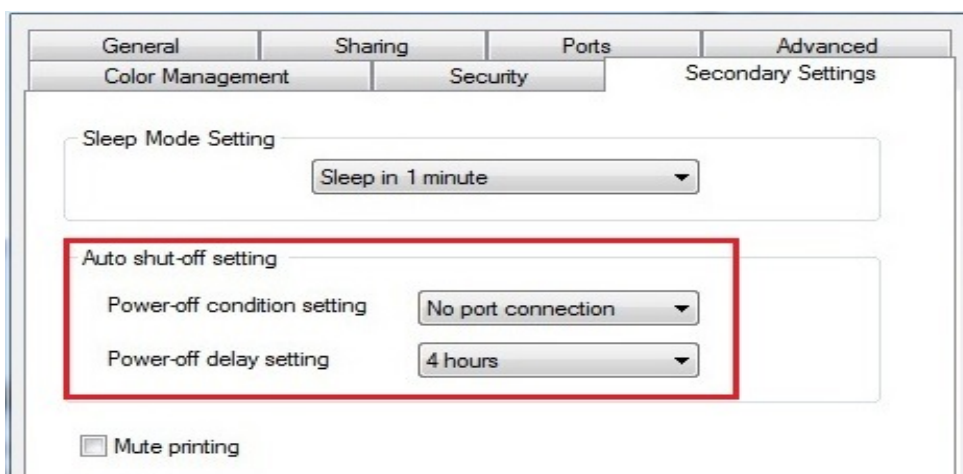 General Sharing Ports Advanced
Color Management Security Secondary Settings
Sleep Mode Setting
Sleep in 1 minute
Auto shut-off setting
Power-off condition setting No port connection
Power-off delay setting 4 hours
Mute printing